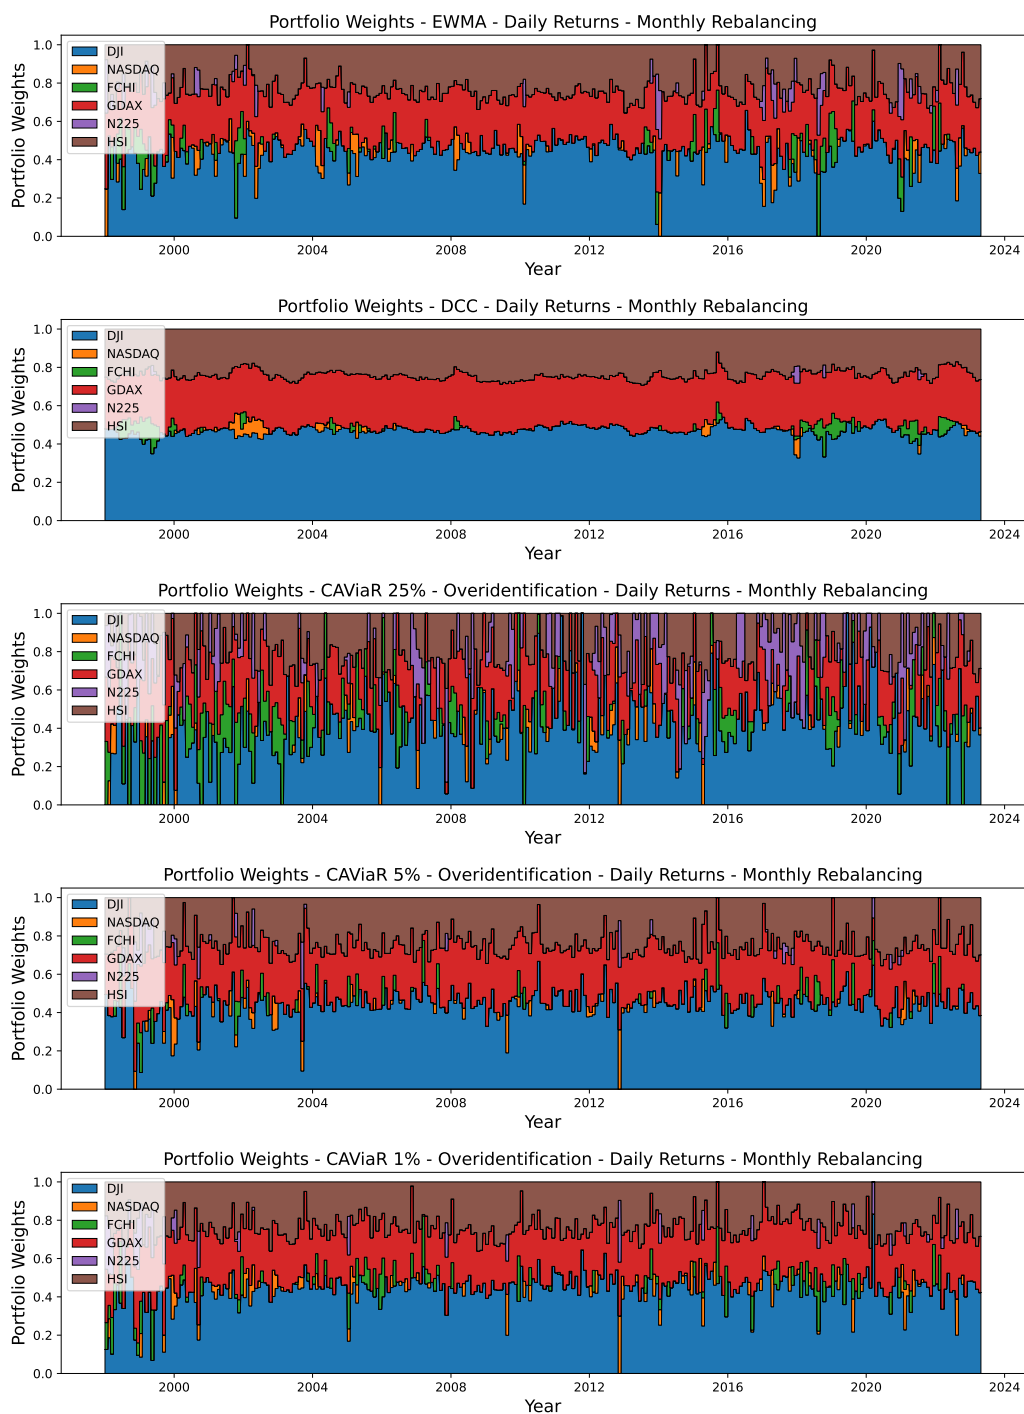 Portfolio Weights - EWMA - Daily Returns - Monthly Rebalancing
Portfolio Weights
1.0
0.8
0.6
0.4
0.2
0.0
DJI
NASDAQ
FCHI
GDAX
N225
HSI
2000 2004 2008 2012 2016 2020 2024
Year
Portfolio Weights - DCC - Daily Returns - Monthly Rebalancing
Portfolio Weights
1.0
0.8
0.6
0.4
0.2
0.0
DJI
NASDAQ
FCHI
GDAX
N225
HSI
2000 2004 2008 2012 2016 2020 2024
Year
Portfolio Weights - CAViaR 25% - Overidentification - Daily Returns - Monthly Rebalancing
Portfolio Weights
1.0
0.8
0.6
0.4
0.2
0.0
DJI
NASDAQ
FCHI
GDAX
N225
HSI
2000 2004 2008 2012 2016 2020 2024
Year
Portfolio Weights - CAViaR 5% - Overidentification - Daily Returns - Monthly Rebalancing
Portfolio Weights
1.0
0.8
0.6
0.4
0.2
0.0
DJI
NASDAQ
FCHI
GDAX
N225
HSI
2000 2004 2008 2012 2016 2020 2024
Year
Portfolio Weights - CAViaR 1% - Overidentification - Daily Returns - Monthly Rebalancing
Portfolio Weights
1.0
0.8
0.6
0.4
0.2
0.0
DJI
NASDAQ
FCHI
GDAX
N225
HSI
2000 2004 2008 2012 2016 2020 2024
Year